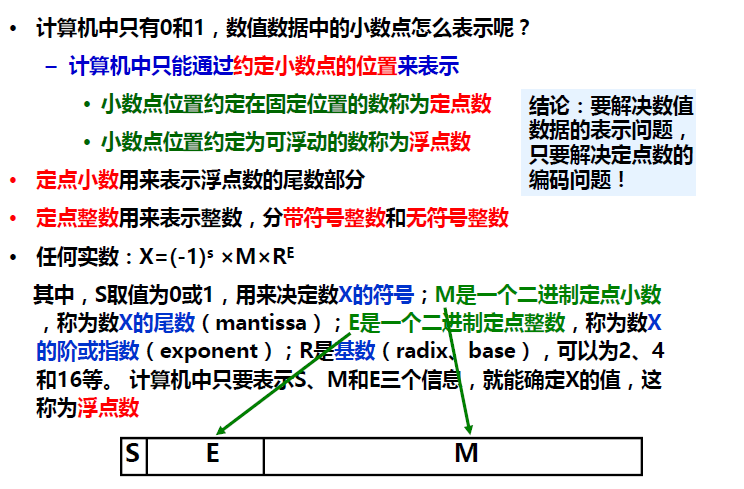 • 计算机中只有0和1，数值数据中的小数点怎么表示呢？
– 计算机中只能通过约定小数点的位置来表示
• 小数点位置约定在固定位置的数称为定点数
• 小数点位置约定为可浮动的数称为浮点数
结论：要解决数值
数据的表示问题，
只要解决定点数的
编码问题！
• 定点小数用来表示浮点数的尾数部分
• 定点整数用来表示整数，分带符号整数和无符号整数
• 任何实数：X=(-1)ˢ ×M×Rᴱ
其中，S取值为0或1，用来决定数X的符号；M是一个二进制定点小数
，称为数X的尾数（mantissa）；E是一个二进制定点整数，称为数X
的阶或指数（exponent）；R是基数（radix、base），可以为2、4
和16等。 计算机中只要表示S、M和E三个信息，就能确定X的值，这
称为浮点数
S E M